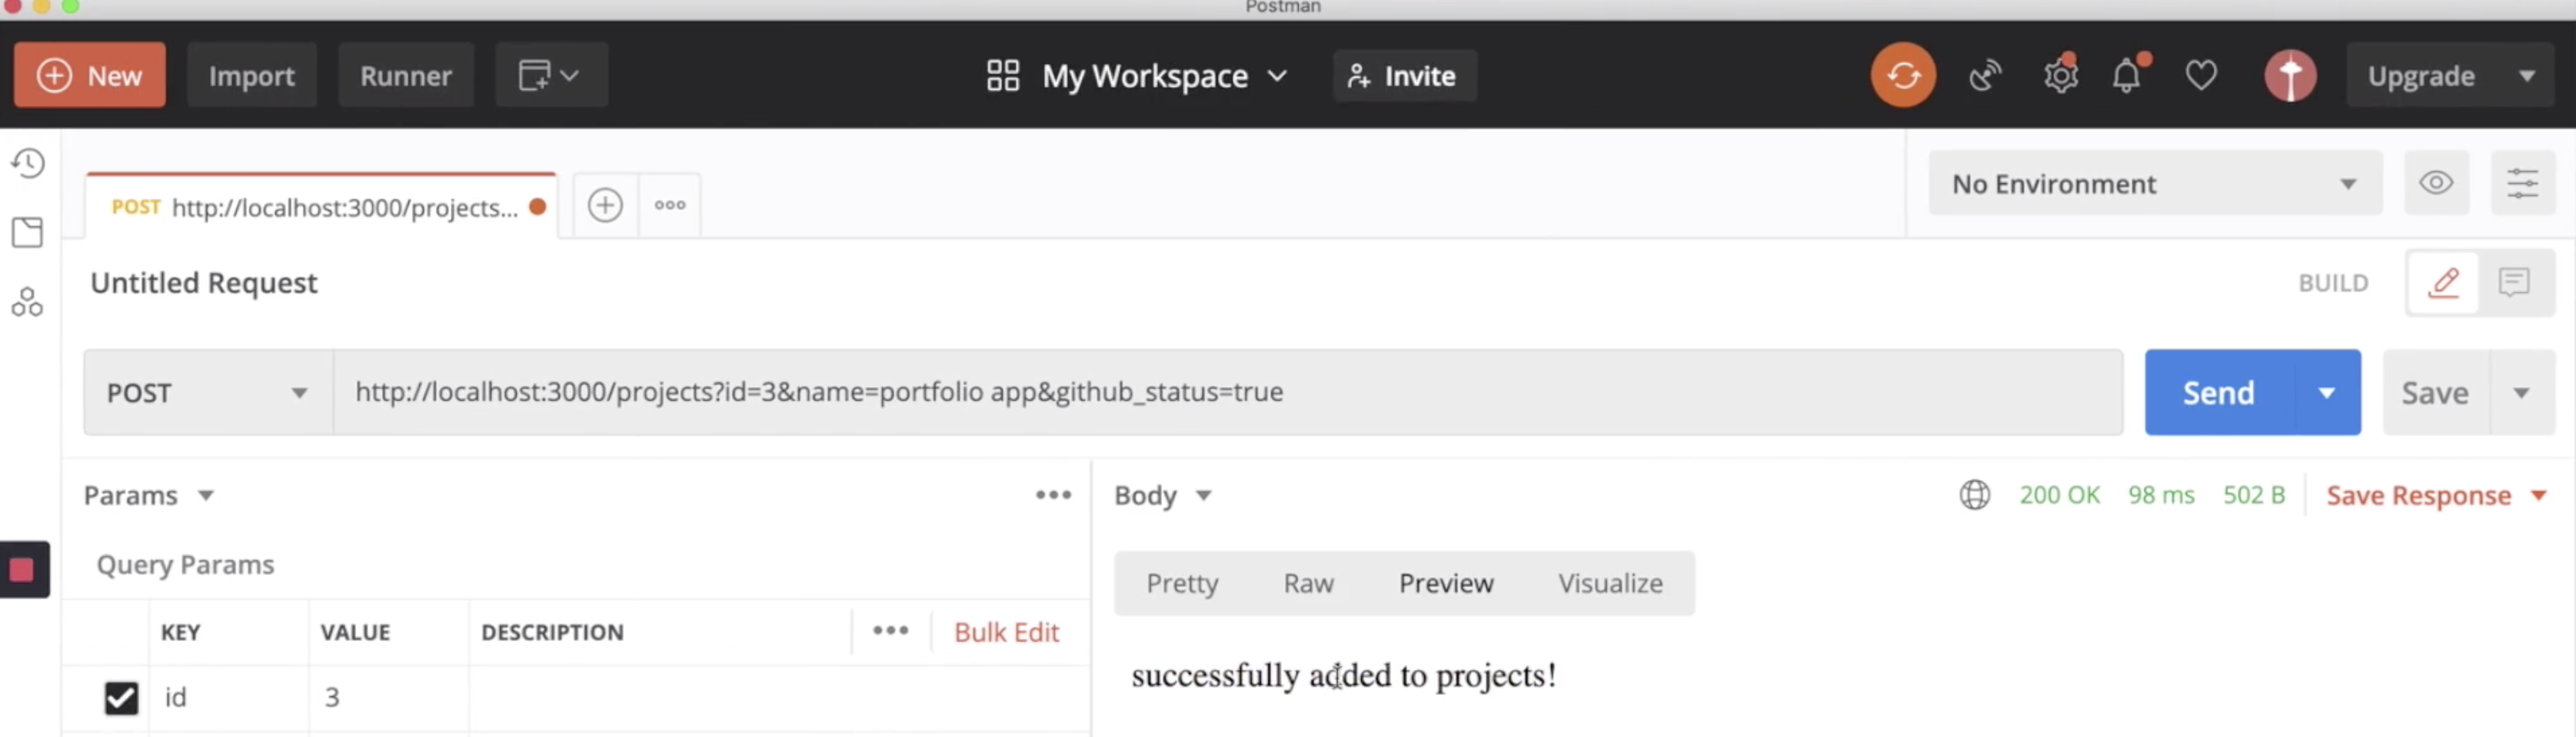 Postman
New
Import
Runner
My Workspace
Invite
Upgrade
POST http://localhost:3000/projects...
No Environment
Untitled Request
BUILD
POST
http://localhost:3000/projects?id=3&name=portfolio app&github_status=true
Send
Save
Params
Body
200 OK 98 ms 502 B
Save Response
Query Params
Pretty Raw Preview Visualize
KEY VALUE DESCRIPTION
Bulk Edit
successfully added to projects!
id 3